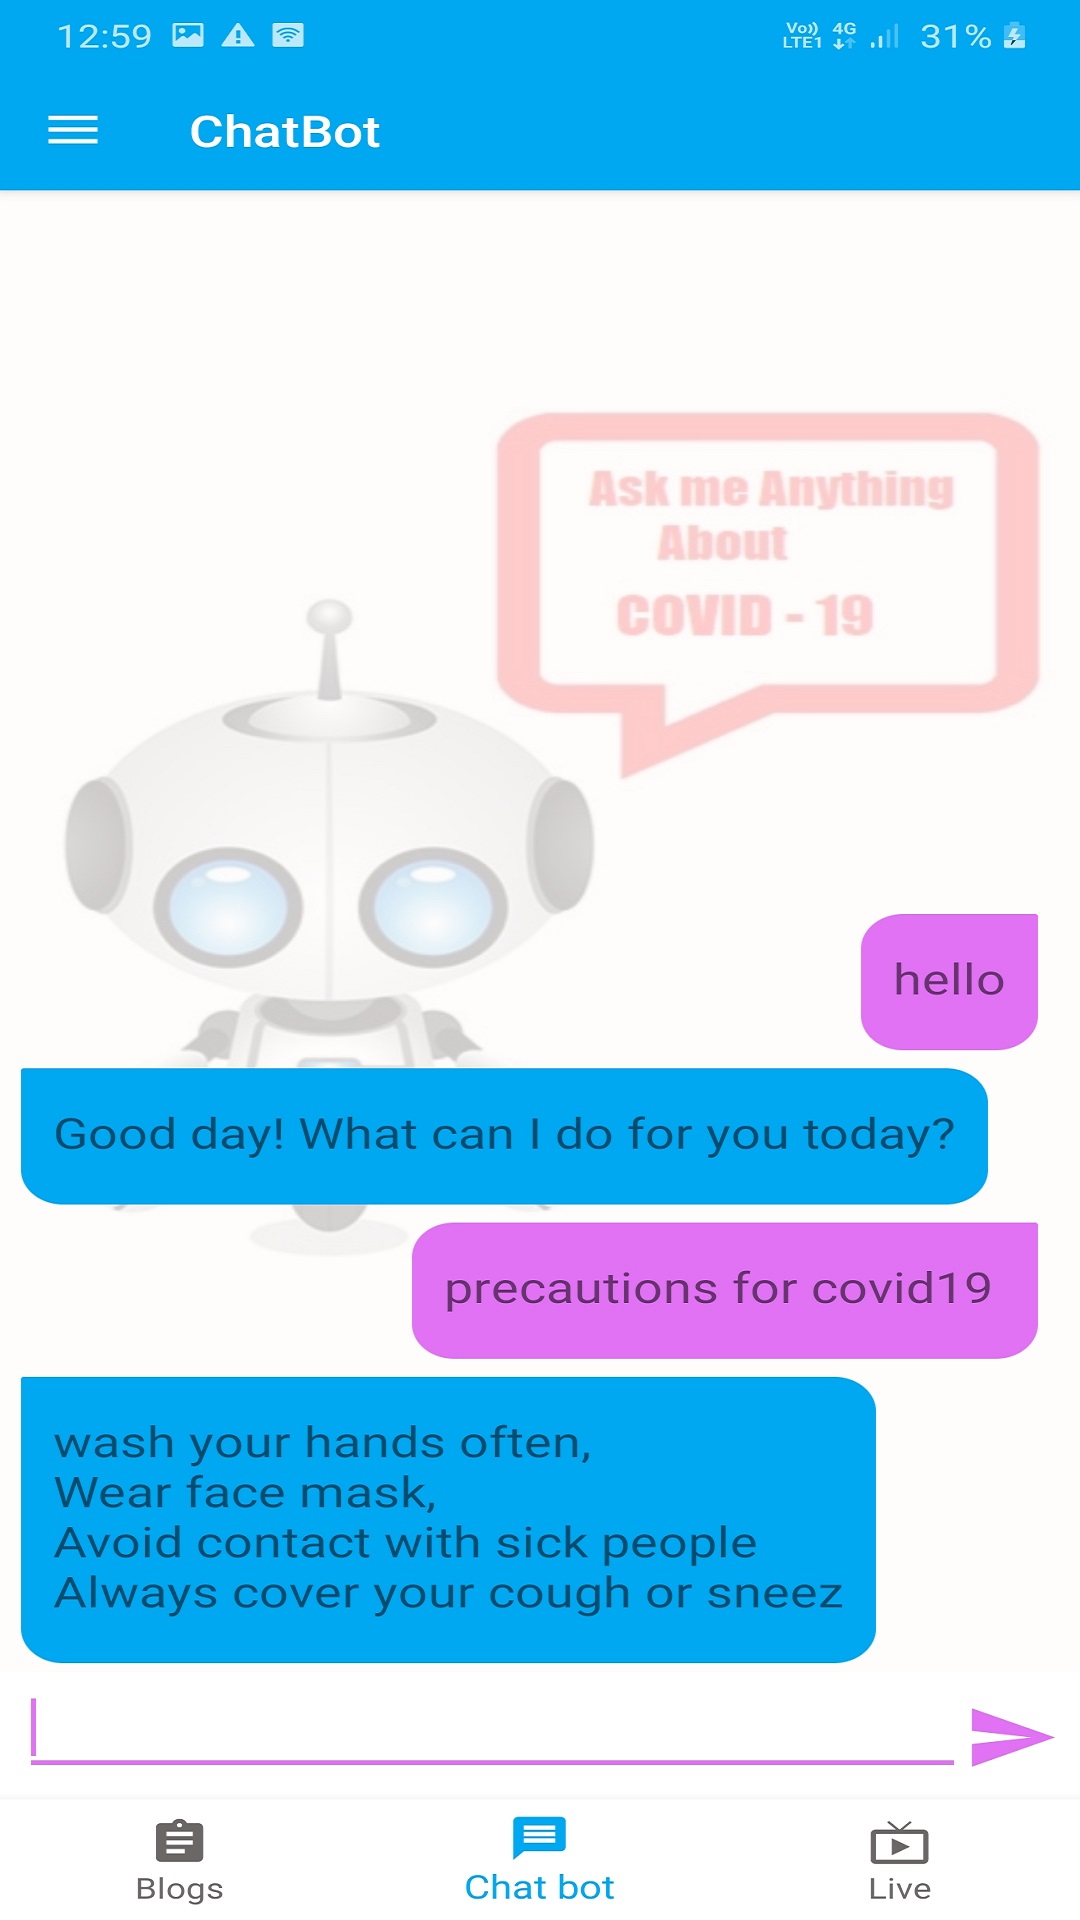 12:59
Vo)) 4G
LTE1
31%
ChatBot
Ask me Anything
About
COVID - 19
hello
Good day! What can I do for you today?
precautions for covid19
wash your hands often,
Wear face mask,
Avoid contact with sick people
Always cover your cough or sneez
Blogs
Chat bot
Live